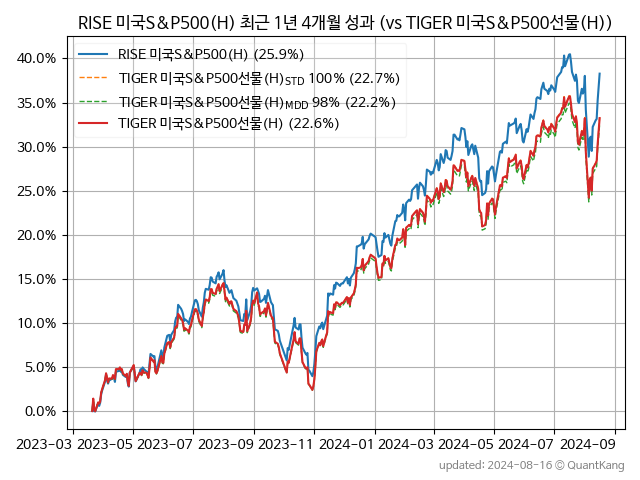 RISE 미국S&P500(H) 최근 1년 4개월 성과 (vs TIGER 미국S&P500선물(H))
RISE 미국S&P500(H) (25.9%)
TIGER 미국S&P500선물(H)STD 100% (22.7%)
TIGER 미국S&P500선물(H)MDD 98% (22.2%)
TIGER 미국S&P500선물(H) (22.6%)
40.0%
35.0%
30.0%
25.0%
20.0%
15.0%
10.0%
5.0%
0.0%
2023-03 2023-05 2023-07 2023-09 2023-11 2024-01 2024-03 2024-05 2024-07 2024-09
updated: 2024-08-16 © QuantKang